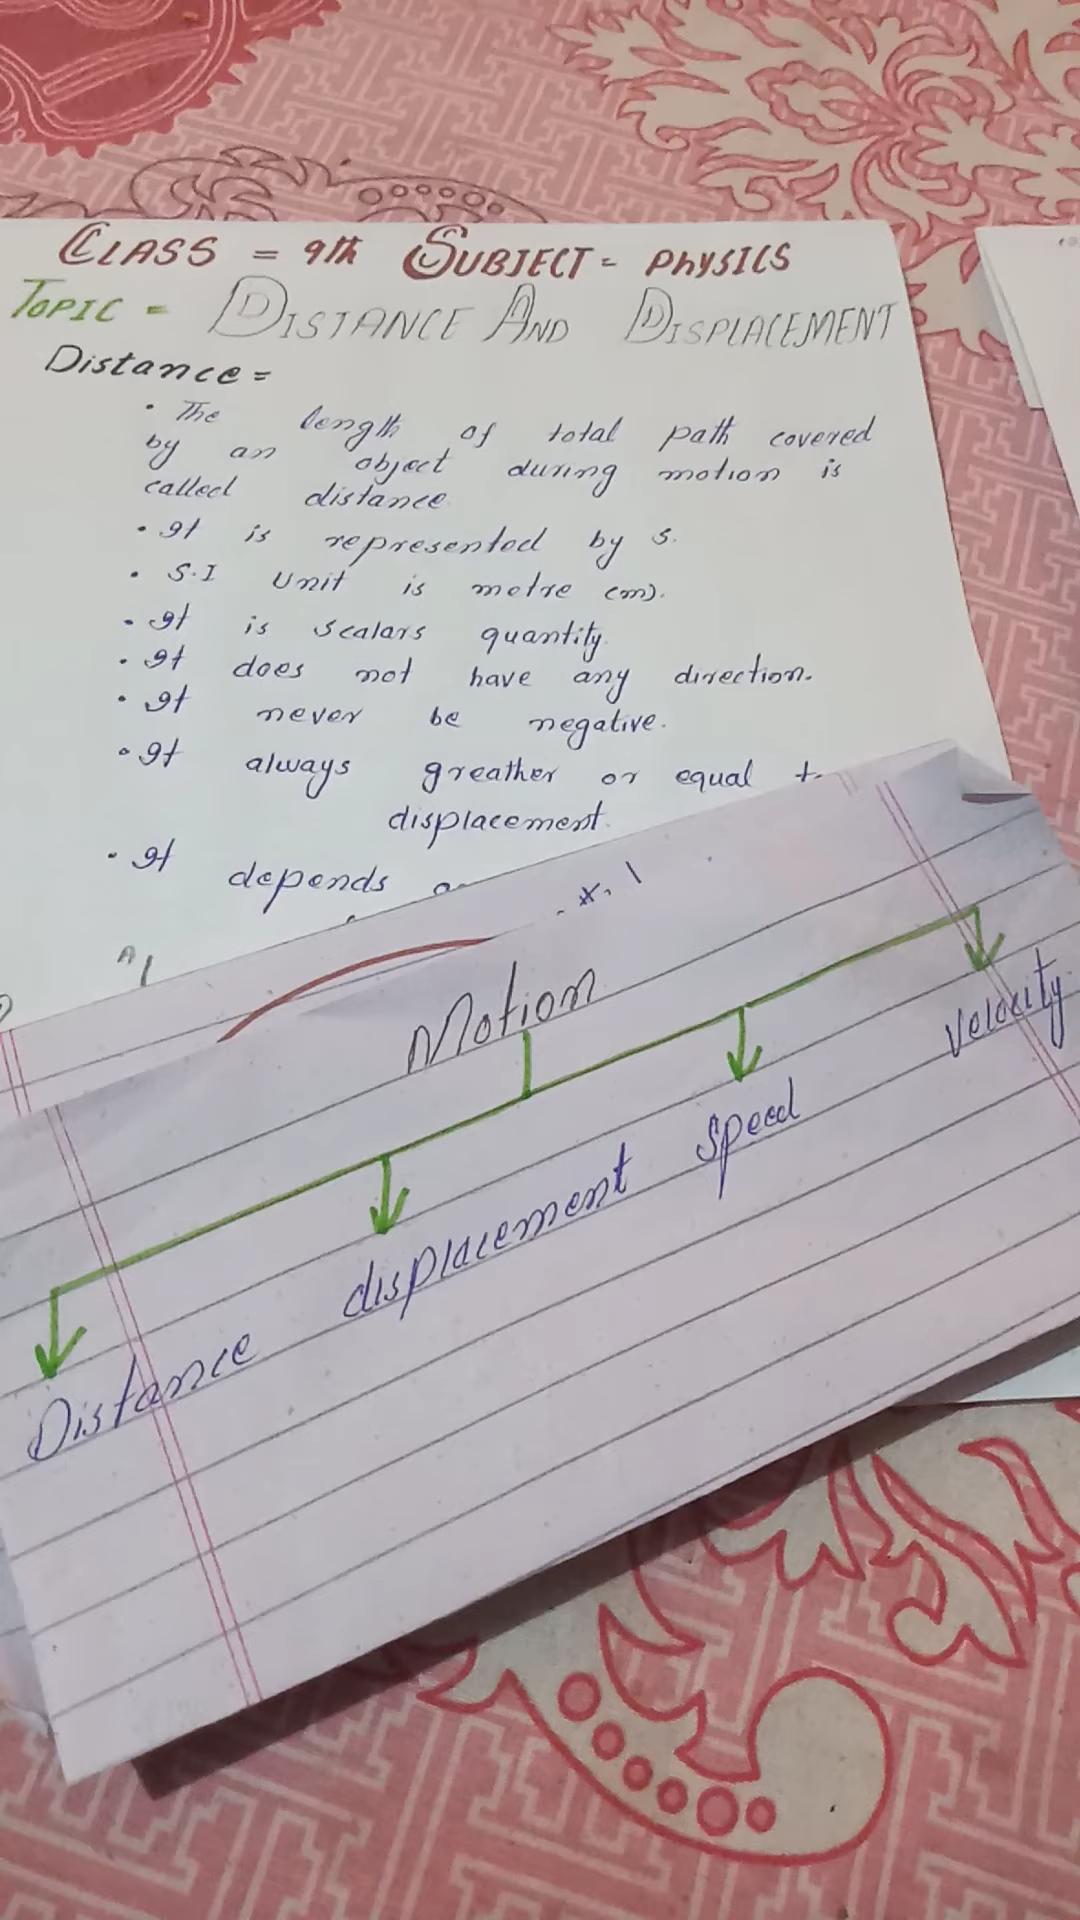 CLASS = 9th SUBJECT = PHYSICS
TOPIC = DISTANCE AND DISPLACEMENT
Distance =
• The length of total path covered
by an object during motion is
called distance.
• It is represented by s.
• S.I Unit is metre (m).
• It is scalars quantity.
• It does not have any direction.
• It never be negative.
• It always greather or equal
displacement.
• It depends
Motion
Velocity
Speed
displacement
Distance